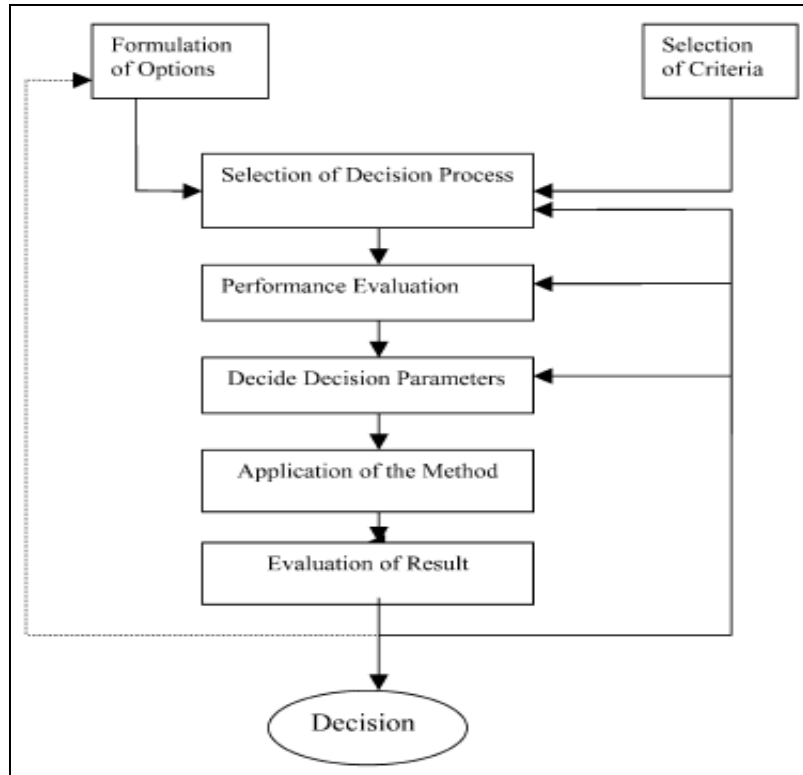 Formulation
of Options
Selection
of Criteria
Selection of Decision Process
Performance Evaluation
Decide Decision Parameters
Application of the Method
Evaluation of Result
Decision